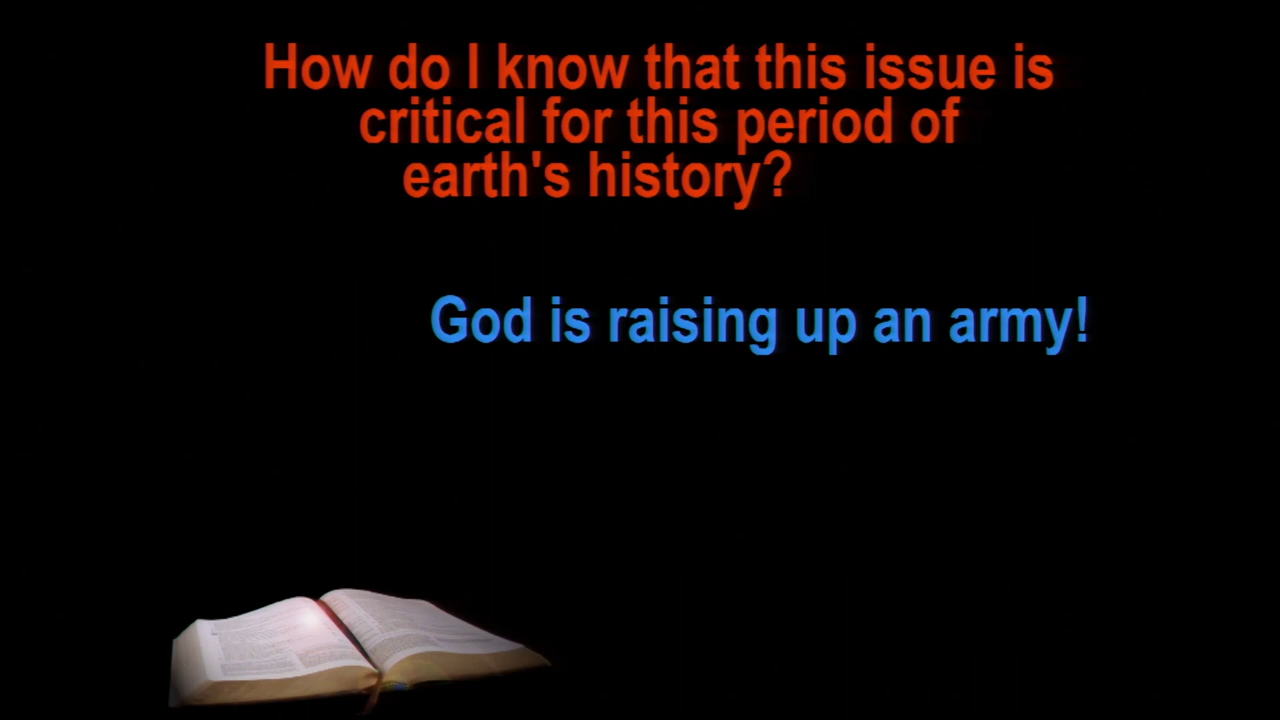 How do I know that this issue is
critical for this period of
earth's history?
God is raising up an army!